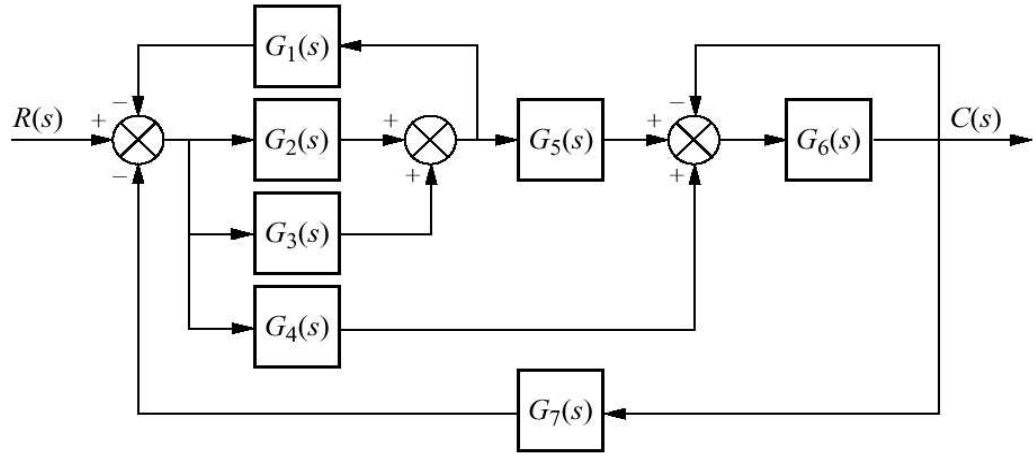 G₁(s)
R(s) + − − G₂(s) + + G₅(s) + − + G₆(s) C(s)
G₃(s)
G₄(s)
G₇(s)